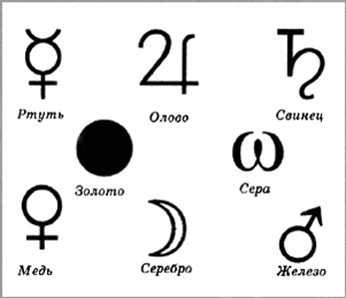 Ртуть
Олово
Свинец
Золото
Сера
Медь
Серебро
Железо